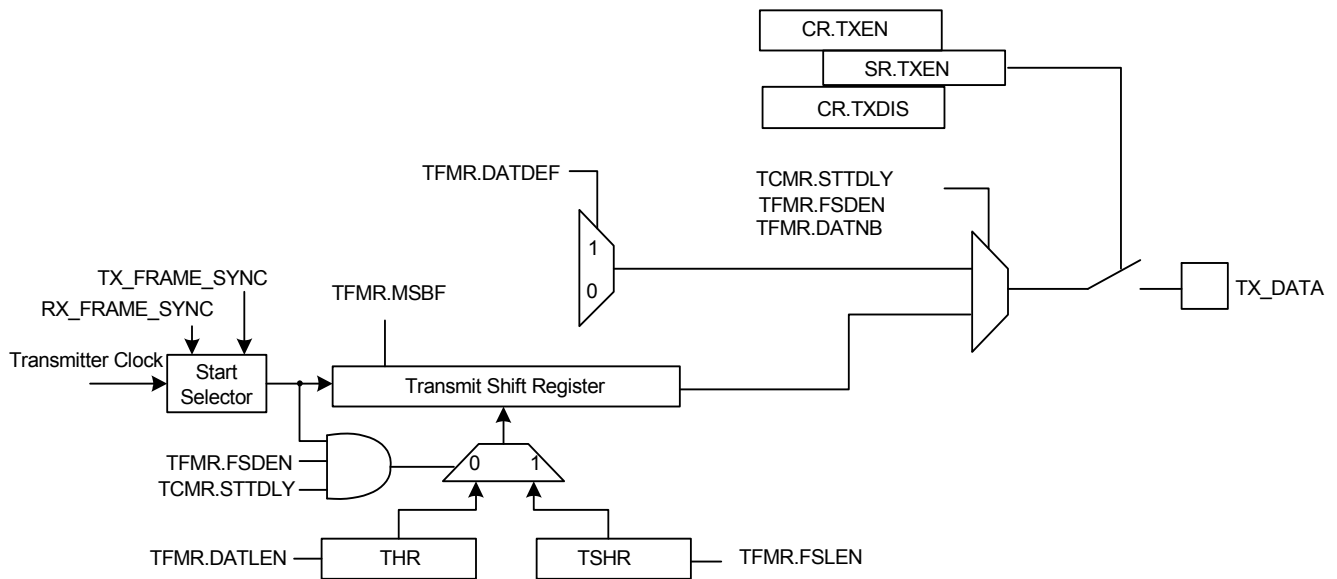 CR.TXEN
SR.TXEN
CR.TXDIS
TFMR.DATDEF
TCMR.STTDLY
TFMR.FSDEN
TFMR.DATNB
1
0
TX_FRAME_SYNC
RX_FRAME_SYNC
TFMR.MSBF
TX_DATA
Transmitter Clock
Start
Selector
Transmit Shift Register
TFMR.FSDEN
TCMR.STTDLY
0 1
TFMR.DATLEN
THR
TSHR
TFMR.FSLEN